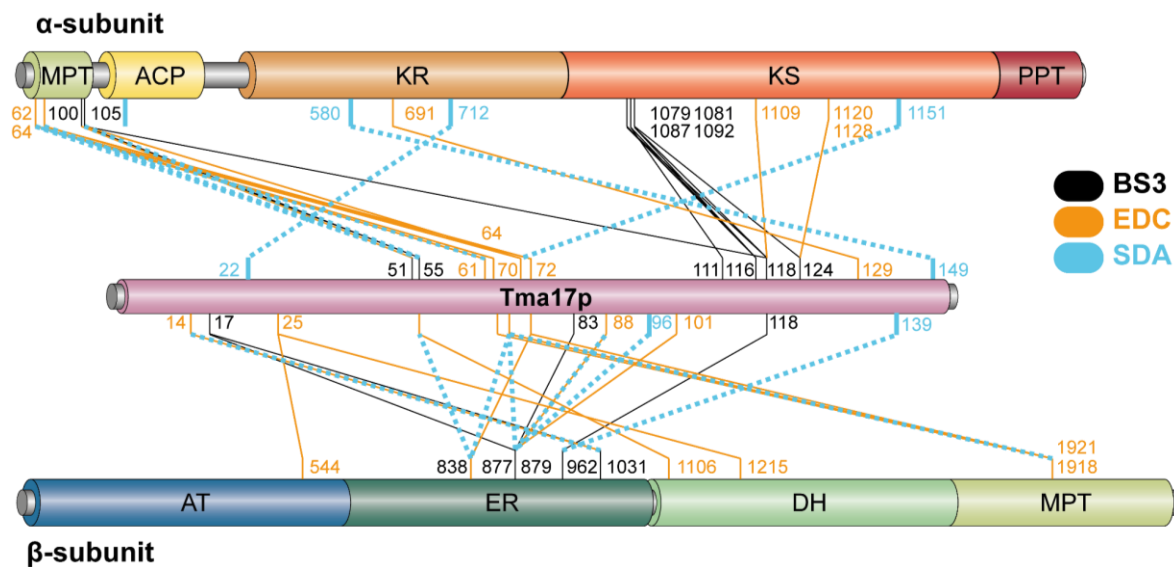 α-subunit
MPT ACP KR KS PPT
62 100 105 580 691 712 1079 1081 1109 1120 1151
64 1087 1092 1128
BS3
EDC
SDA
64
22 51 55 61 70 72 111 116 118 124 129 149
Tma17p
14 17 25 83 88 96 101 118 139
1921
544 838 877 879 962 1031 1106 1215 1918
AT ER DH MPT
β-subunit